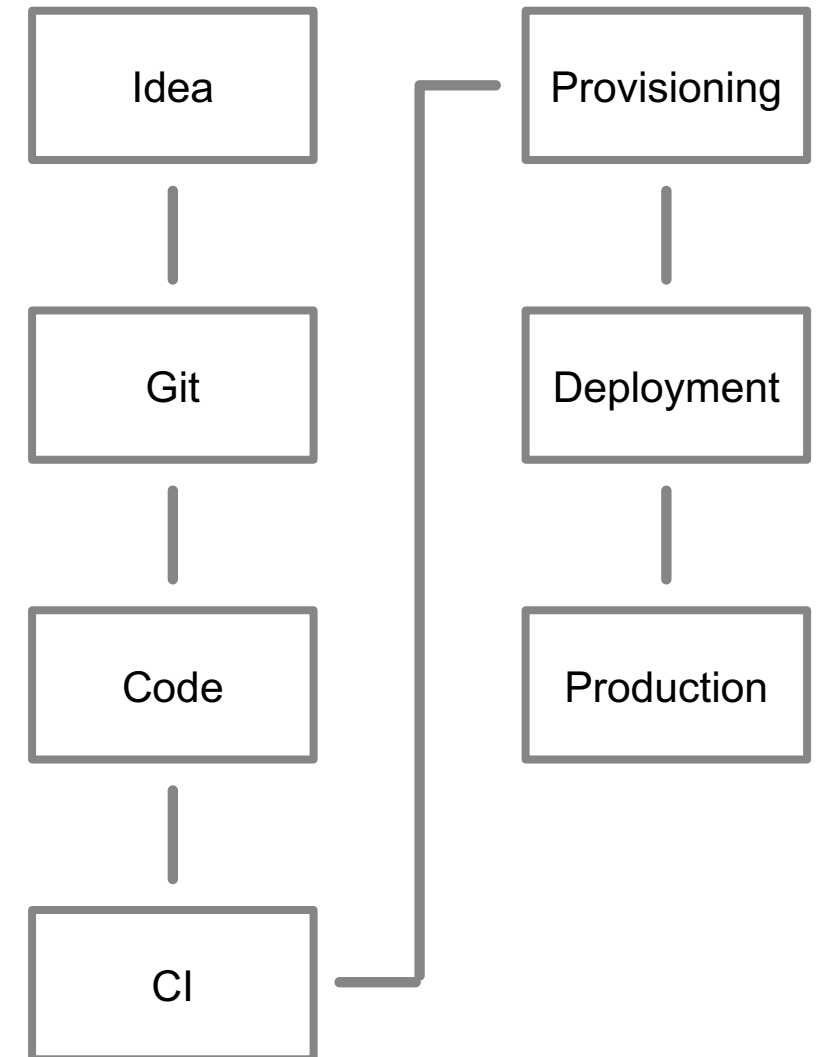 Idea
Git
Code
CI
Provisioning
Deployment
Production